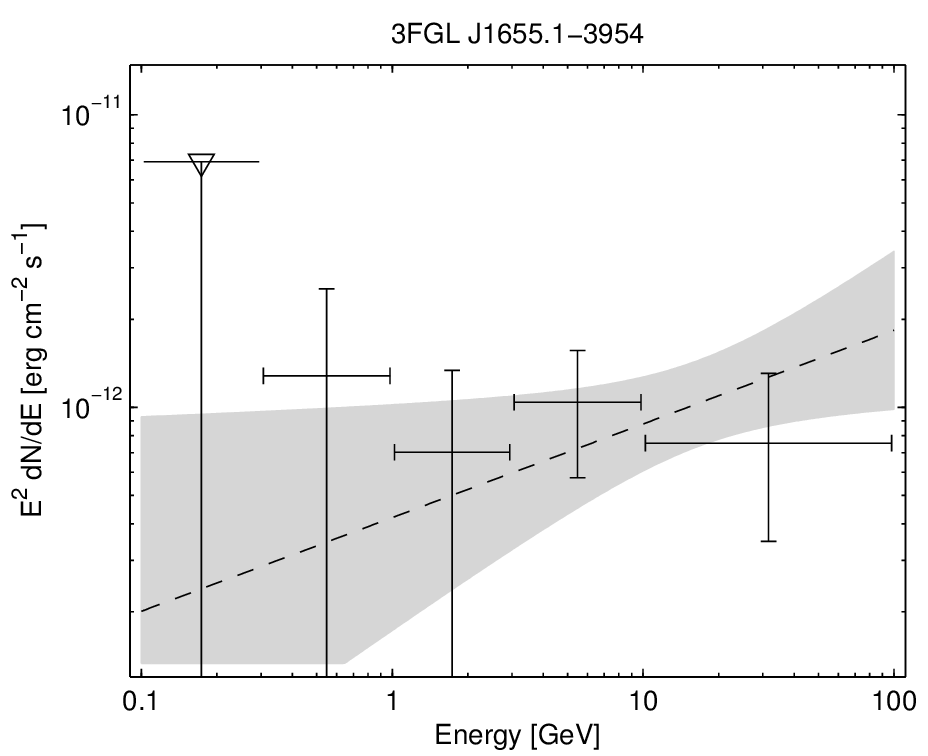 3FGL J1655.1−3954
10⁻¹¹
10⁻¹²
E² dN/dE [erg cm⁻² s⁻¹]
0.1 1 10 100
Energy [GeV]